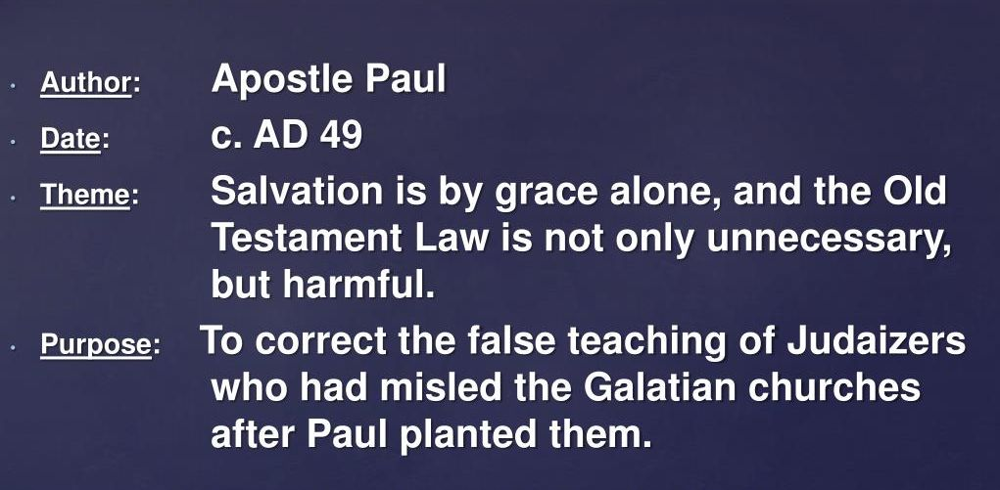 • Author: Apostle Paul
• Date: c. AD 49
• Theme: Salvation is by grace alone, and the Old
Testament Law is not only unnecessary,
but harmful.
• Purpose: To correct the false teaching of Judaizers
who had misled the Galatian churches
after Paul planted them.